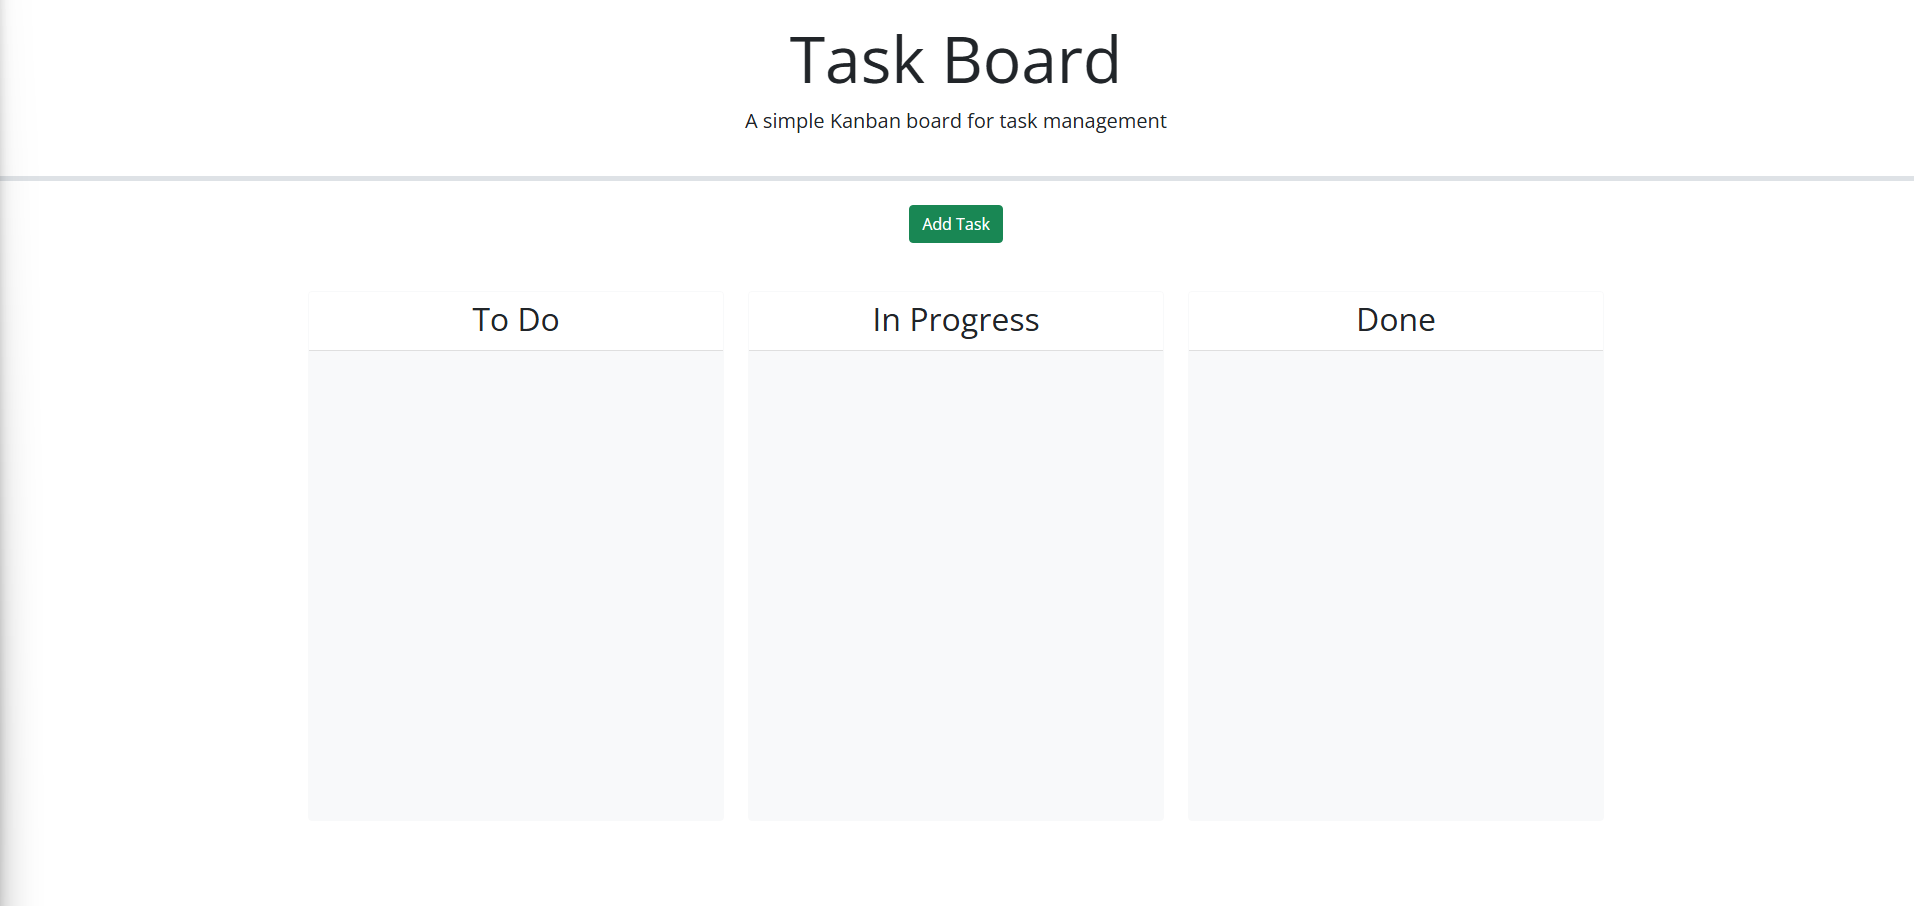 Task Board
A simple Kanban board for task management
Add Task
To Do
In Progress
Done